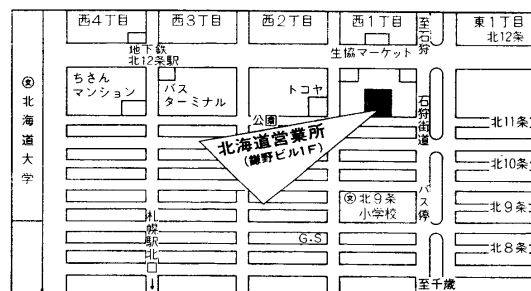 西4丁目
西3丁目
西2丁目
西1丁目
至石狩
東1丁目
北12条
地下鉄
北12条駅
生協マーケット
ちさん
マンション
バス
ターミナル
トコヤ
公園
石狩街道
北11条
㊛北海道大学
北海道営業所
(鎌野ビル1F)
北10条
バス停
㊛北9条
小学校
北9条
札幌駅北口
G.S
北8条
至千歳